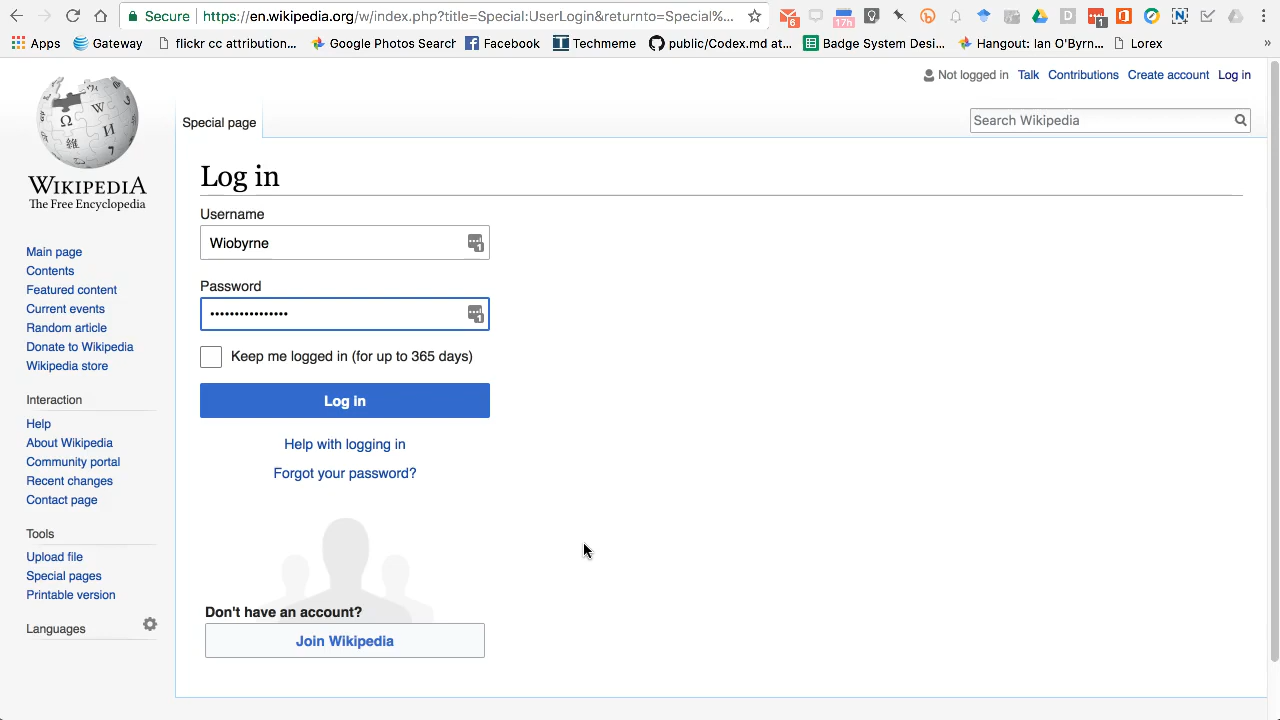 Secure https://en.wikipedia.org/w/index.php?title=Special:UserLogin&returnto=Special%...
6
17h
1
Apps Gateway flickr cc attribution... Google Photos Search Facebook Techmeme public/Codex.md at... Badge System Desi... Hangout: Ian O'Byrn... Lorex »
Not logged in Talk Contributions Create account Log in
Special page
Search Wikipedia
WIKIPEDIA
The Free Encyclopedia
Log in
Username
Wiobyrne
Password
••••••••••••••••
Keep me logged in (for up to 365 days)
Log in
Help with logging in
Forgot your password?
Don't have an account?
Join Wikipedia
Main page
Contents
Featured content
Current events
Random article
Donate to Wikipedia
Wikipedia store
Interaction
Help
About Wikipedia
Community portal
Recent changes
Contact page
Tools
Upload file
Special pages
Printable version
Languages